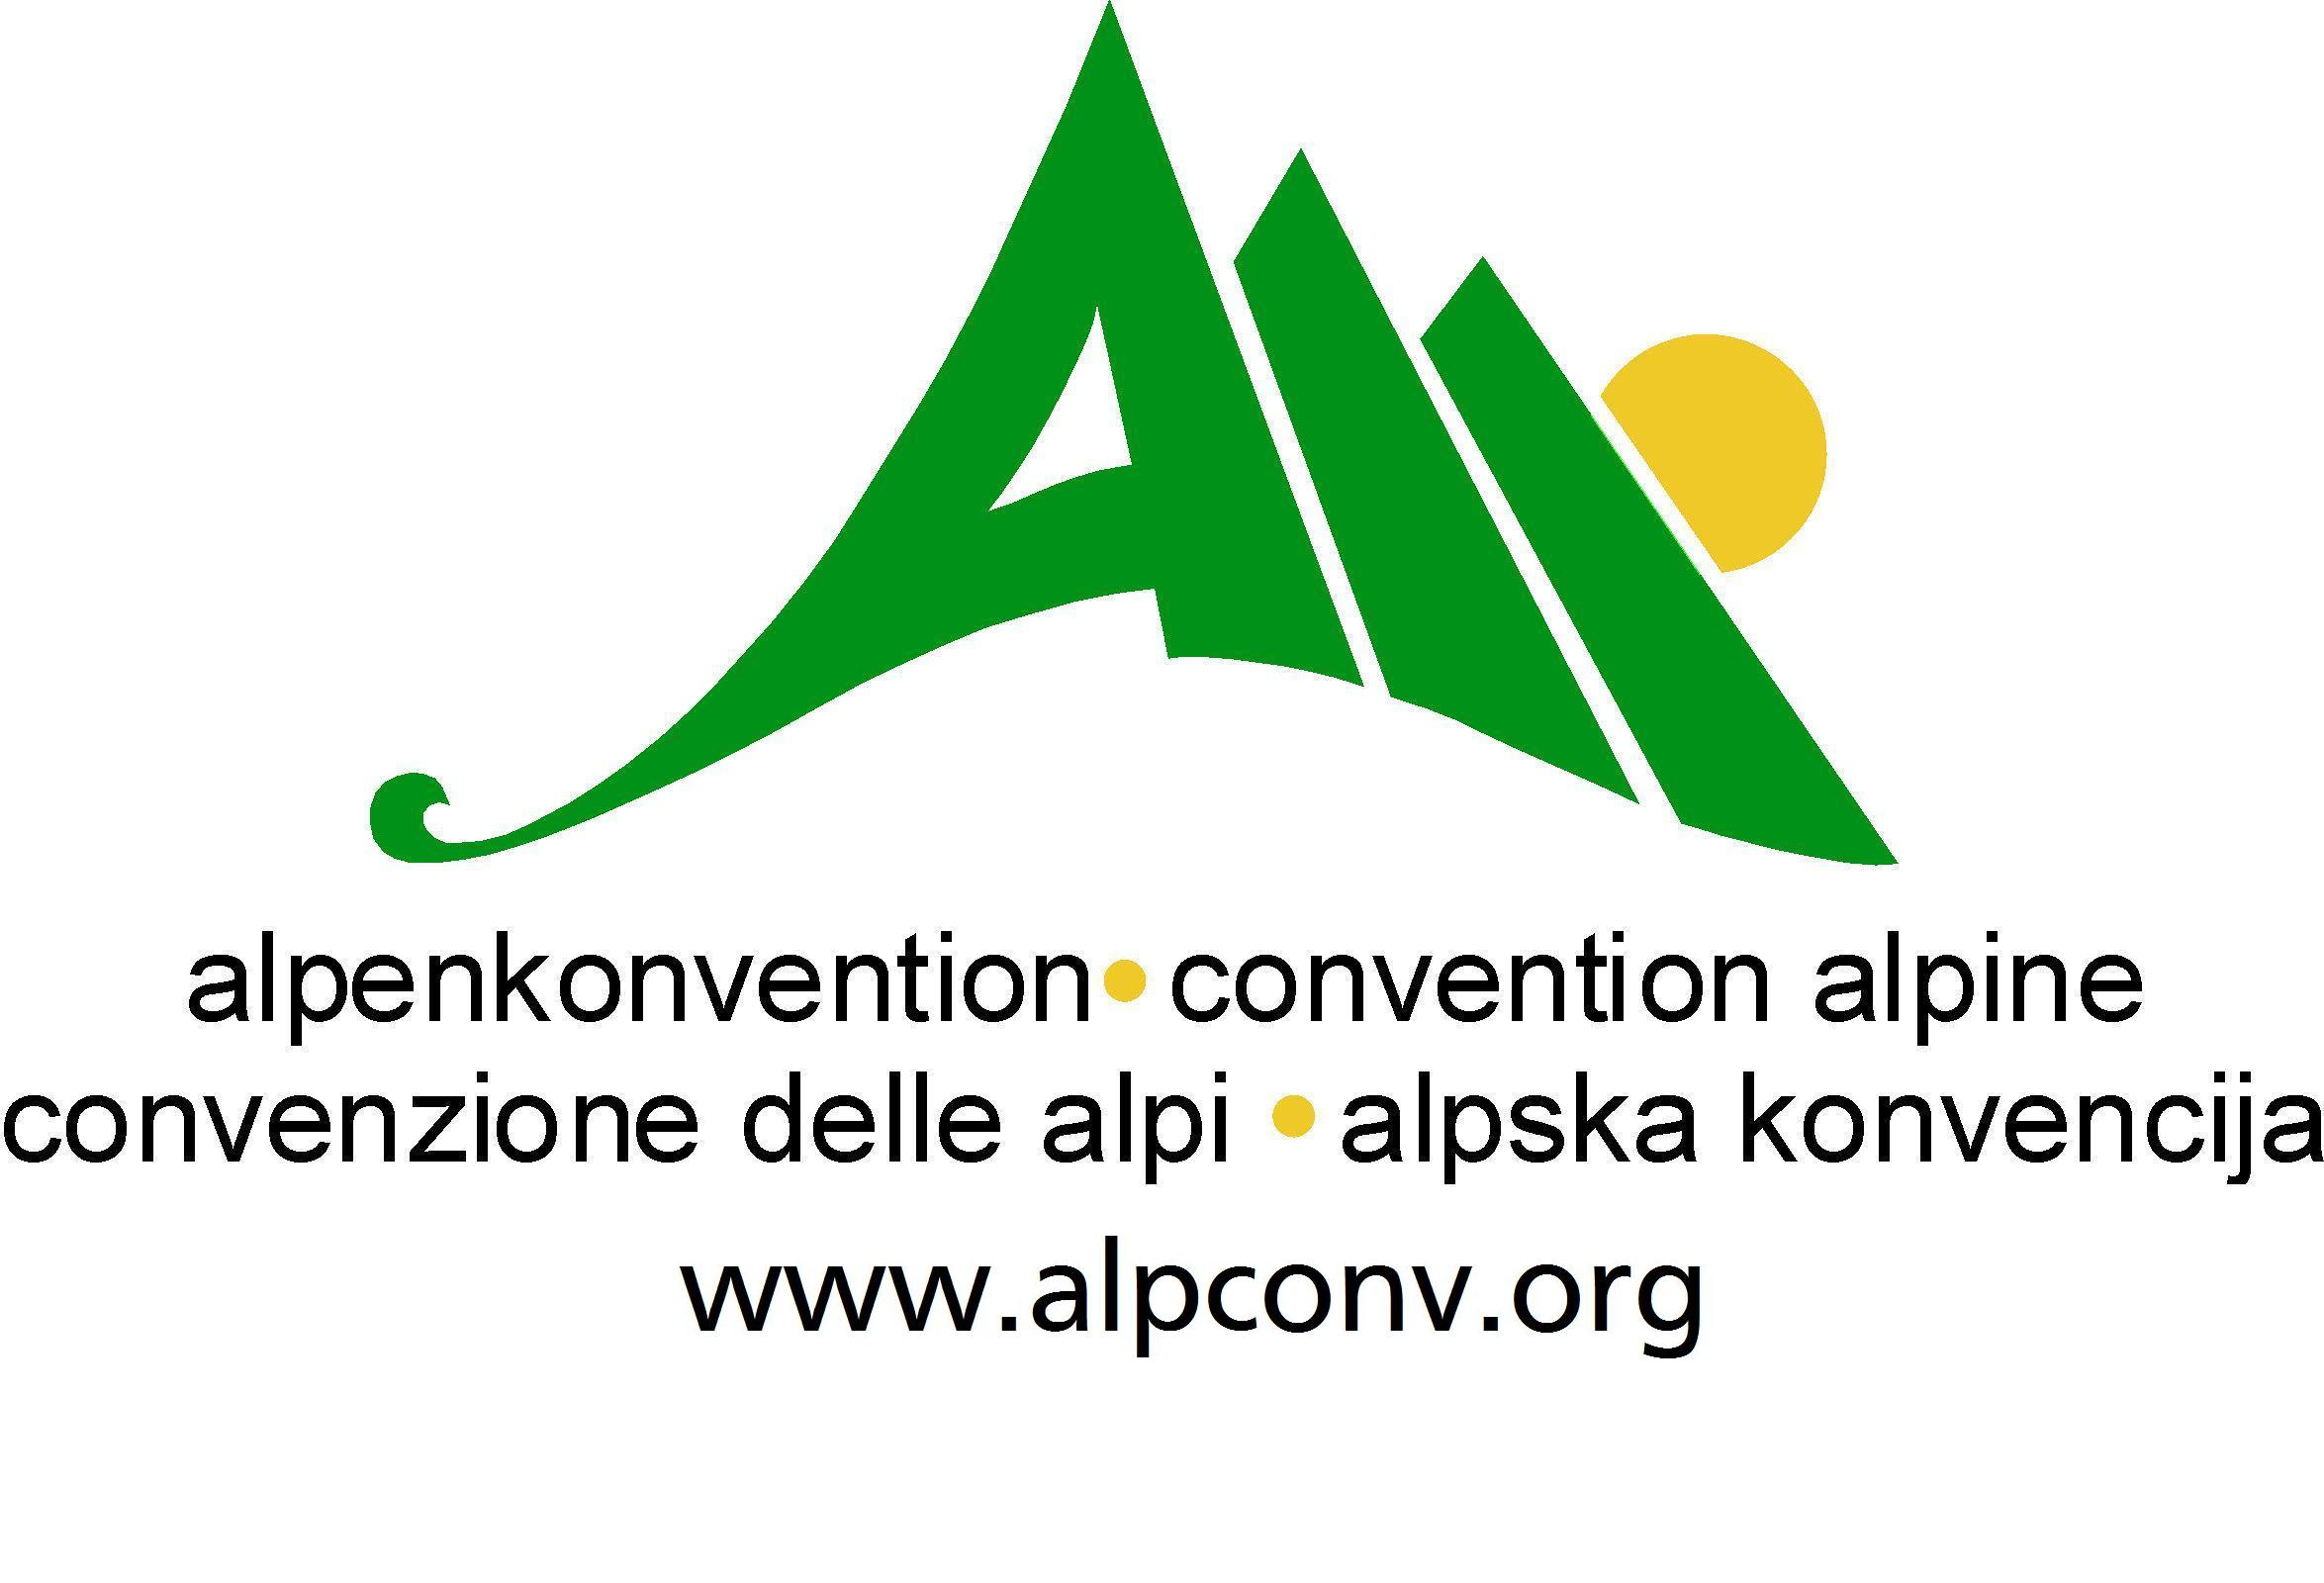 alpenkonvention • convention alpine
convenzione delle alpi • alpska konvencija
www.alpconv.org